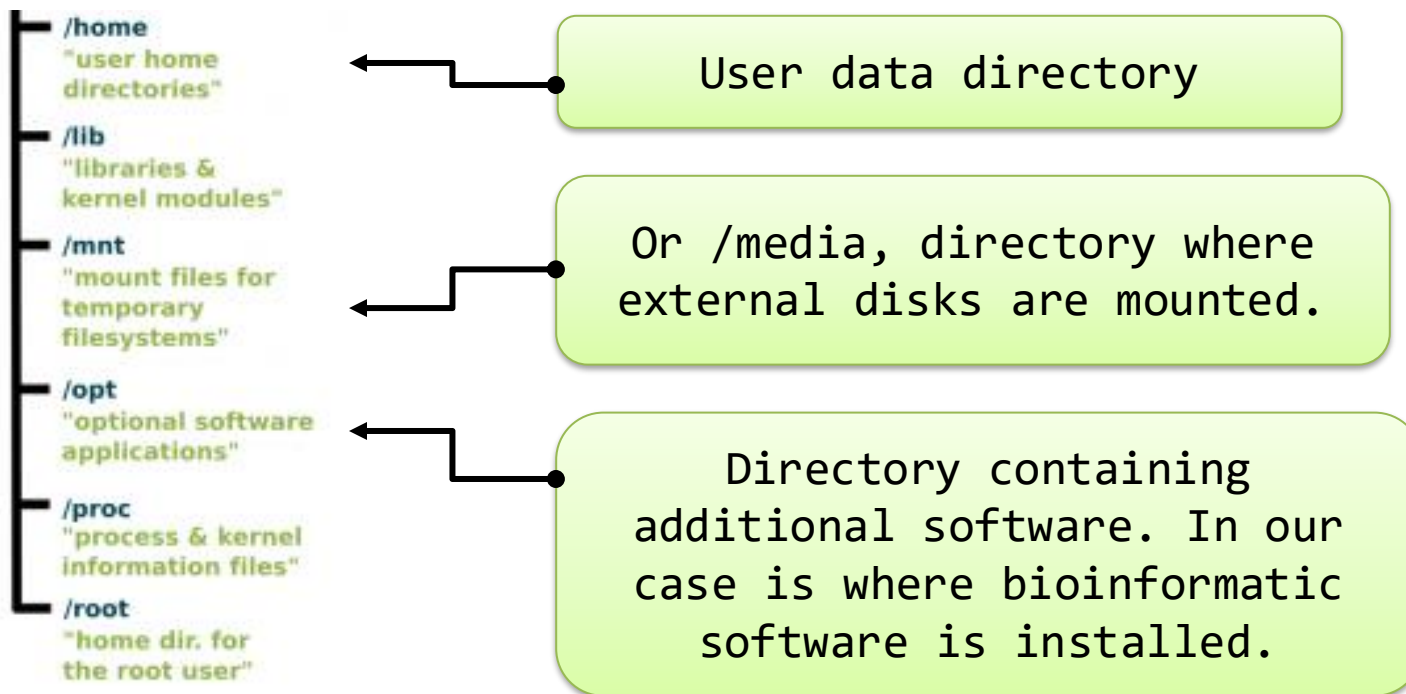 /home
"user home
directories"
/lib
"libraries &
kernel modules"
/mnt
"mount files for
temporary
filesystems"
/opt
"optional software
applications"
/proc
"process & kernel
information files"
/root
"home dir. for
the root user"
User data directory
Or /media, directory where
external disks are mounted.
Directory containing
additional software. In our
case is where bioinformatic
software is installed.